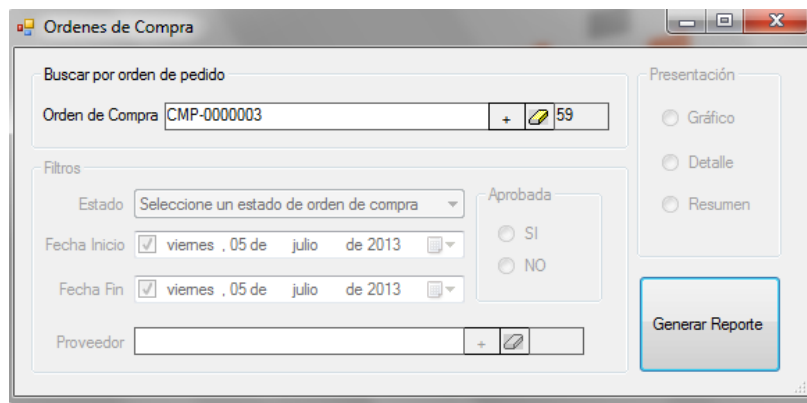 Ordenes de Compra
Buscar por orden de pedido
Orden de Compra CMP-0000003 + 59
Presentación
Gráfico
Detalle
Resumen
Filtros
Estado Seleccione un estado de orden de compra
Aprobada
SI
NO
Fecha Inicio viernes , 05 de julio de 2013
Fecha Fin viernes , 05 de julio de 2013
Proveedor +
Generar Reporte